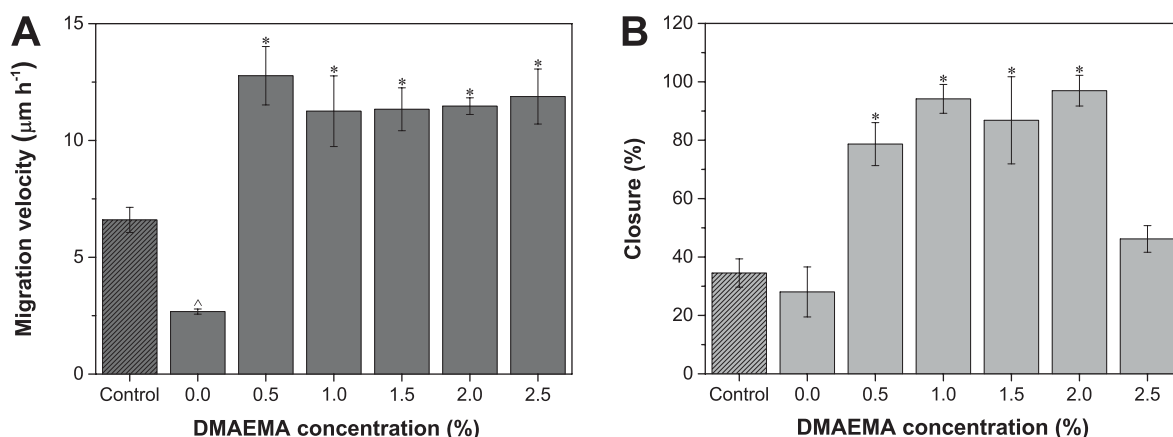 A
Migration velocity (μm h-1)
15
10
5
0
^
*
*
*
*
*
Control 0.0 0.5 1.0 1.5 2.0 2.5
DMAEMA concentration (%)
B
Closure (%)
120
100
80
60
40
20
0
*
*
*
*
Control 0.0 0.5 1.0 1.5 2.0 2.5
DMAEMA concentration (%)